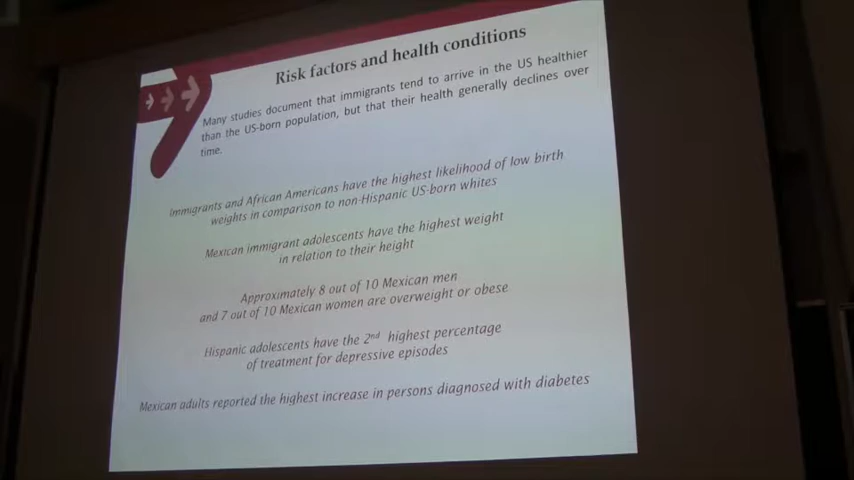 Risk factors and health conditions
Many studies document that immigrants tend to arrive in the US healthier
than the US-born population, but that their health generally declines over
time.
Immigrants and African Americans have the highest likelihood of low birth
weights in comparison to non-Hispanic US-born whites
Mexican immigrant adolescents have the highest weight
in relation to their height
Approximately 8 out of 10 Mexican men
and 7 out of 10 Mexican women are overweight or obese
Hispanic adolescents have the 2nd highest percentage
of treatment for depressive episodes
Mexican adults reported the highest increase in persons diagnosed with diabetes